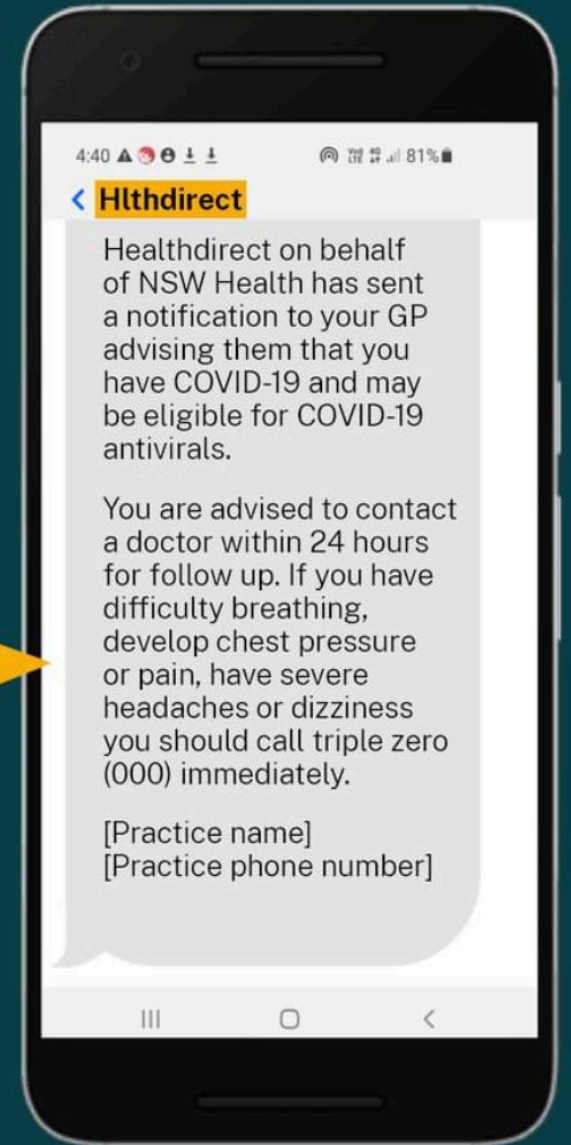 4:40 81%
Hlthdirect
Healthdirect on behalf
of NSW Health has sent
a notification to your GP
advising them that you
have COVID-19 and may
be eligible for COVID-19
antivirals.
You are advised to contact
a doctor within 24 hours
for follow up. If you have
difficulty breathing,
develop chest pressure
or pain, have severe
headaches or dizziness
you should call triple zero
(000) immediately.
[Practice name]
[Practice phone number]